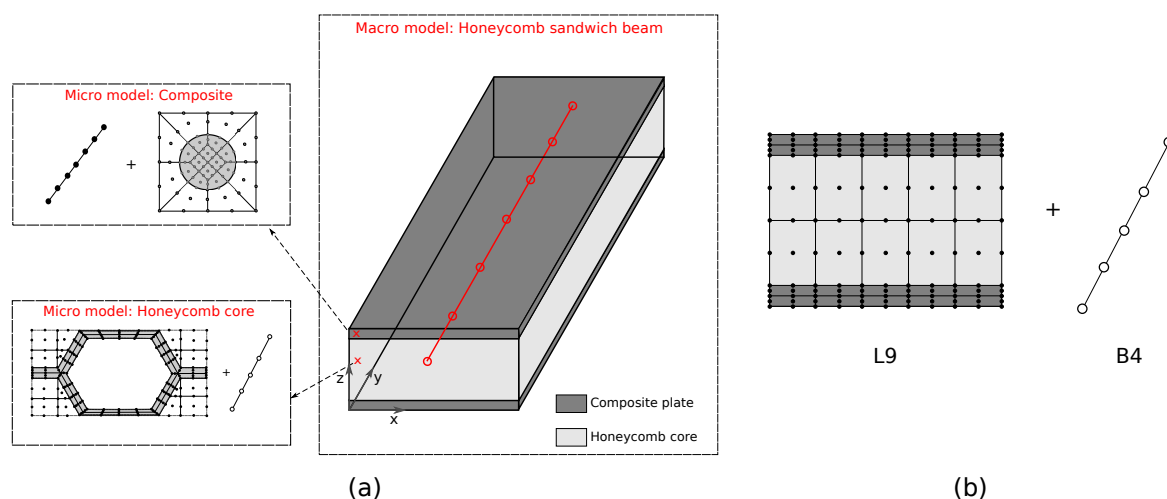 Macro model: Honeycomb sandwich beam
Micro model: Composite
+
Micro model: Honeycomb core
+
x
x
z
y
x
Composite plate
Honeycomb core
(a)
+
L9
B4
(b)